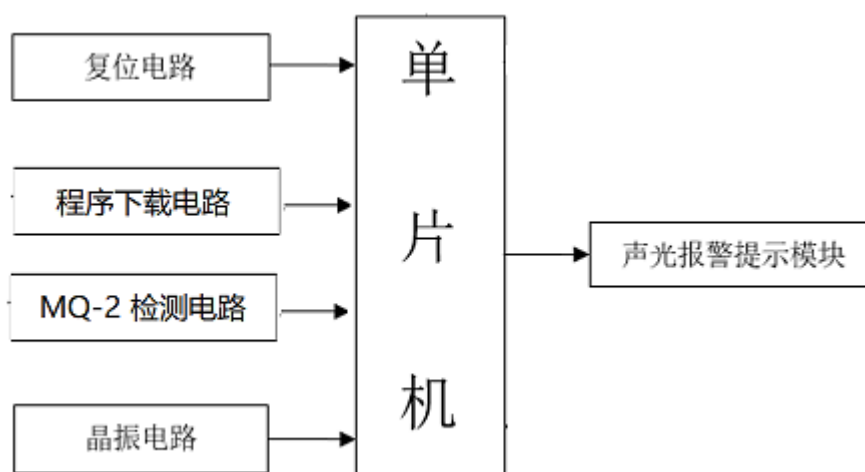 复位电路
程序下载电路
MQ-2 检测电路
晶振电路
单
片
机
声光报警提示模块